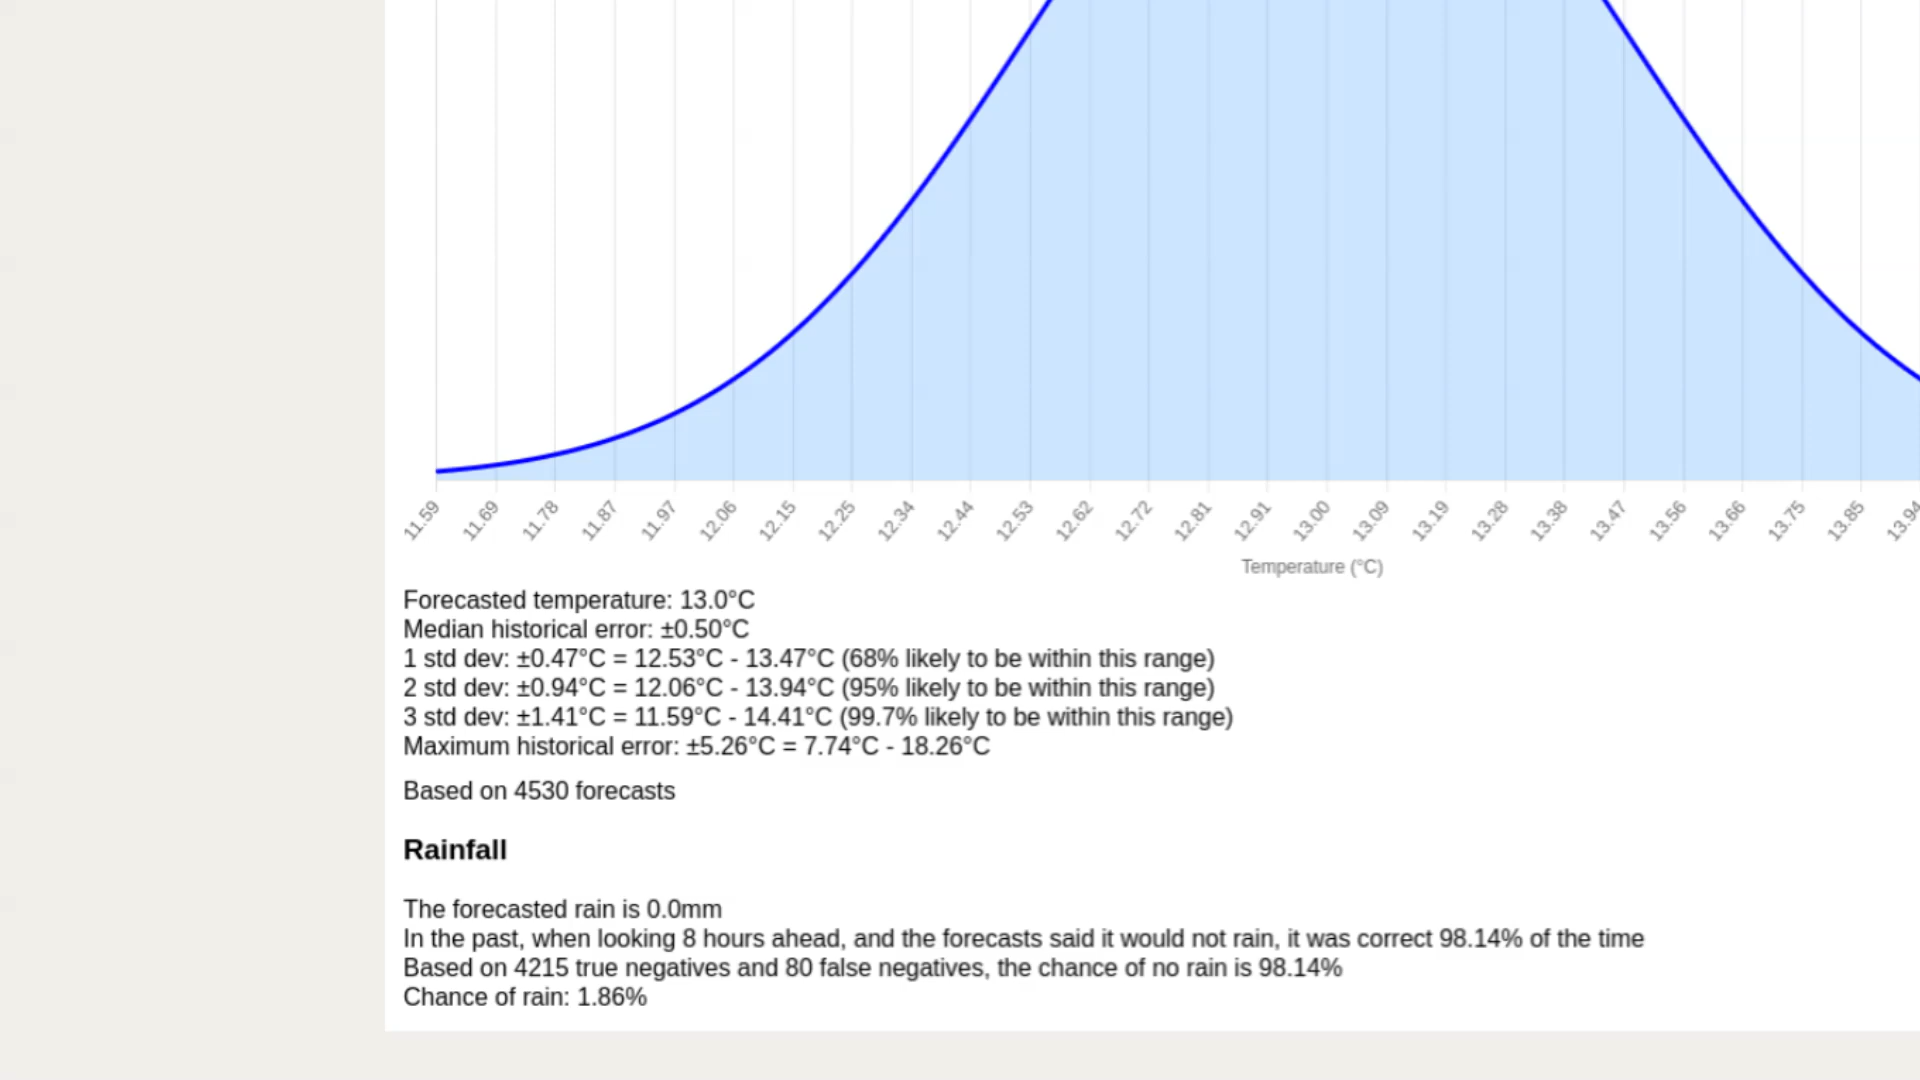 11.59 11.69 11.78 11.87 11.97 12.06 12.15 12.25 12.34 12.44 12.53 12.62 12.72 12.81 12.91 13.00 13.09 13.19 13.28 13.38 13.47 13.56 13.66 13.75 13.85 13.94
Temperature (°C)
Forecasted temperature: 13.0°C
Median historical error: ±0.50°C
1 std dev: ±0.47°C = 12.53°C - 13.47°C (68% likely to be within this range)
2 std dev: ±0.94°C = 12.06°C - 13.94°C (95% likely to be within this range)
3 std dev: ±1.41°C = 11.59°C - 14.41°C (99.7% likely to be within this range)
Maximum historical error: ±5.26°C = 7.74°C - 18.26°C
Based on 4530 forecasts
Rainfall
The forecasted rain is 0.0mm
In the past, when looking 8 hours ahead, and the forecasts said it would not rain, it was correct 98.14% of the time
Based on 4215 true negatives and 80 false negatives, the chance of no rain is 98.14%
Chance of rain: 1.86%